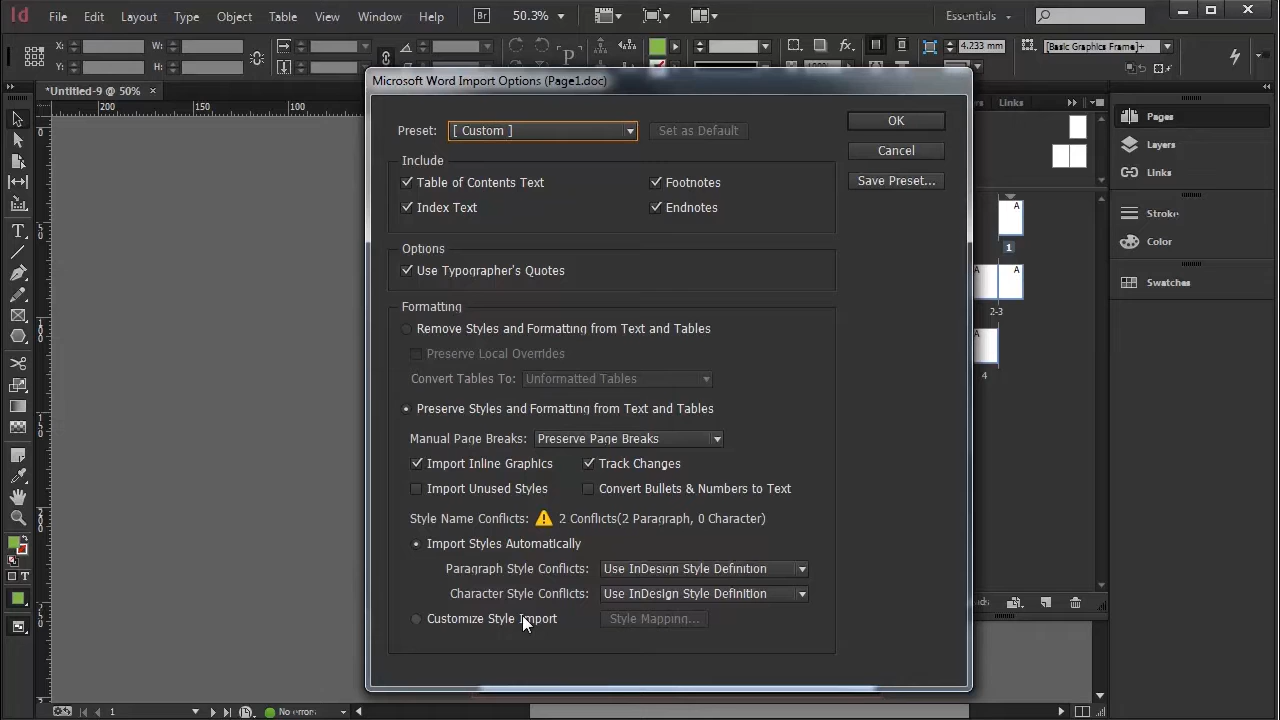 Id File Edit Layout Type Object Table View Window Help Br 50.3% Essentials
X: W: 4.233 mm [Basic Graphics Frame]+
Y: H: 100%
*Untitled-9 @ 50% ×
200 150 100
Microsoft Word Import Options (Page1.doc)
Preset: [ Custom ] Set as Default OK
Cancel
Save Preset...
Include
Table of Contents Text Footnotes
Index Text Endnotes
Options
Use Typographer's Quotes
Formatting
Remove Styles and Formatting from Text and Tables
Preserve Local Overrides
Convert Tables To: Unformatted Tables
Preserve Styles and Formatting from Text and Tables
Manual Page Breaks: Preserve Page Breaks
Import Inline Graphics Track Changes
Import Unused Styles Convert Bullets & Numbers to Text
Style Name Conflicts: 2 Conflicts(2 Paragraph, 0 Character)
Import Styles Automatically
Paragraph Style Conflicts: Use InDesign Style Definition
Character Style Conflicts: Use InDesign Style Definition
Customize Style Import Style Mapping...
Links
A
1
A A
2-3
4
Pages
Layers
Links
Stroke
Color
Swatches
1 No errors